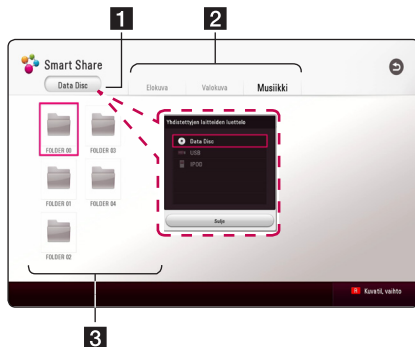 1
2
Smart Share
Data Disc
Elokuva Valokuva Musiikki
Yhdistettyjen laitteiden luettelo
Data Disc
USB
IPOD
Sulje
FOLDER 00 FOLDER 03
FOLDER 01 FOLDER 04
FOLDER 02
R Kuvatil, vaihto
3